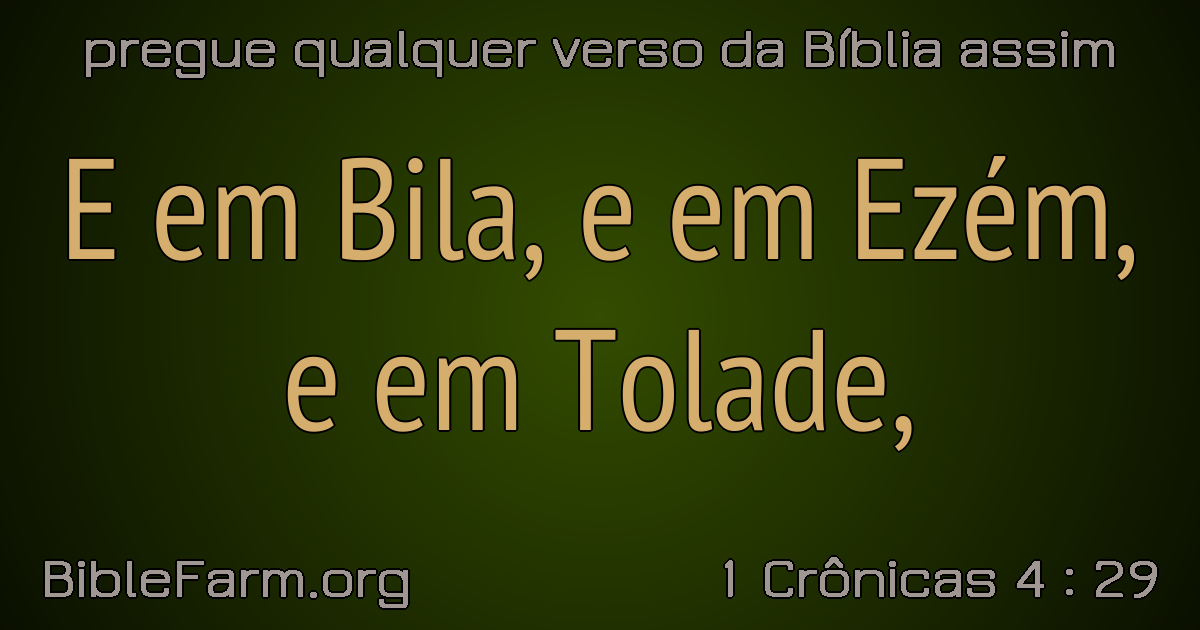 pregue qualquer verso da Bíblia assim
E em Bila, e em Ezém,
e em Tolade,
BibleFarm.org
1 Crônicas 4 : 29